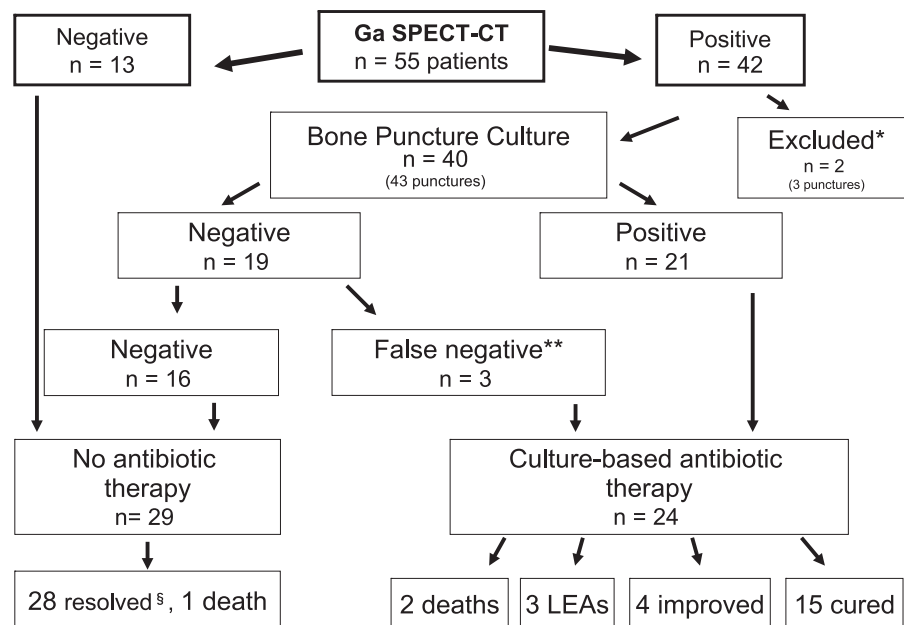 Negative
n = 13
Ga SPECT-CT
n = 55 patients
Positive
n = 42
Bone Puncture Culture
n = 40
(43 punctures)
Excluded*
n = 2
(3 punctures)
Negative
n = 19
Positive
n = 21
Negative
n = 16
False negative**
n = 3
No antibiotic
therapy
n= 29
Culture-based antibiotic
therapy
n = 24
28 resolved§, 1 death
2 deaths
3 LEAs
4 improved
15 cured